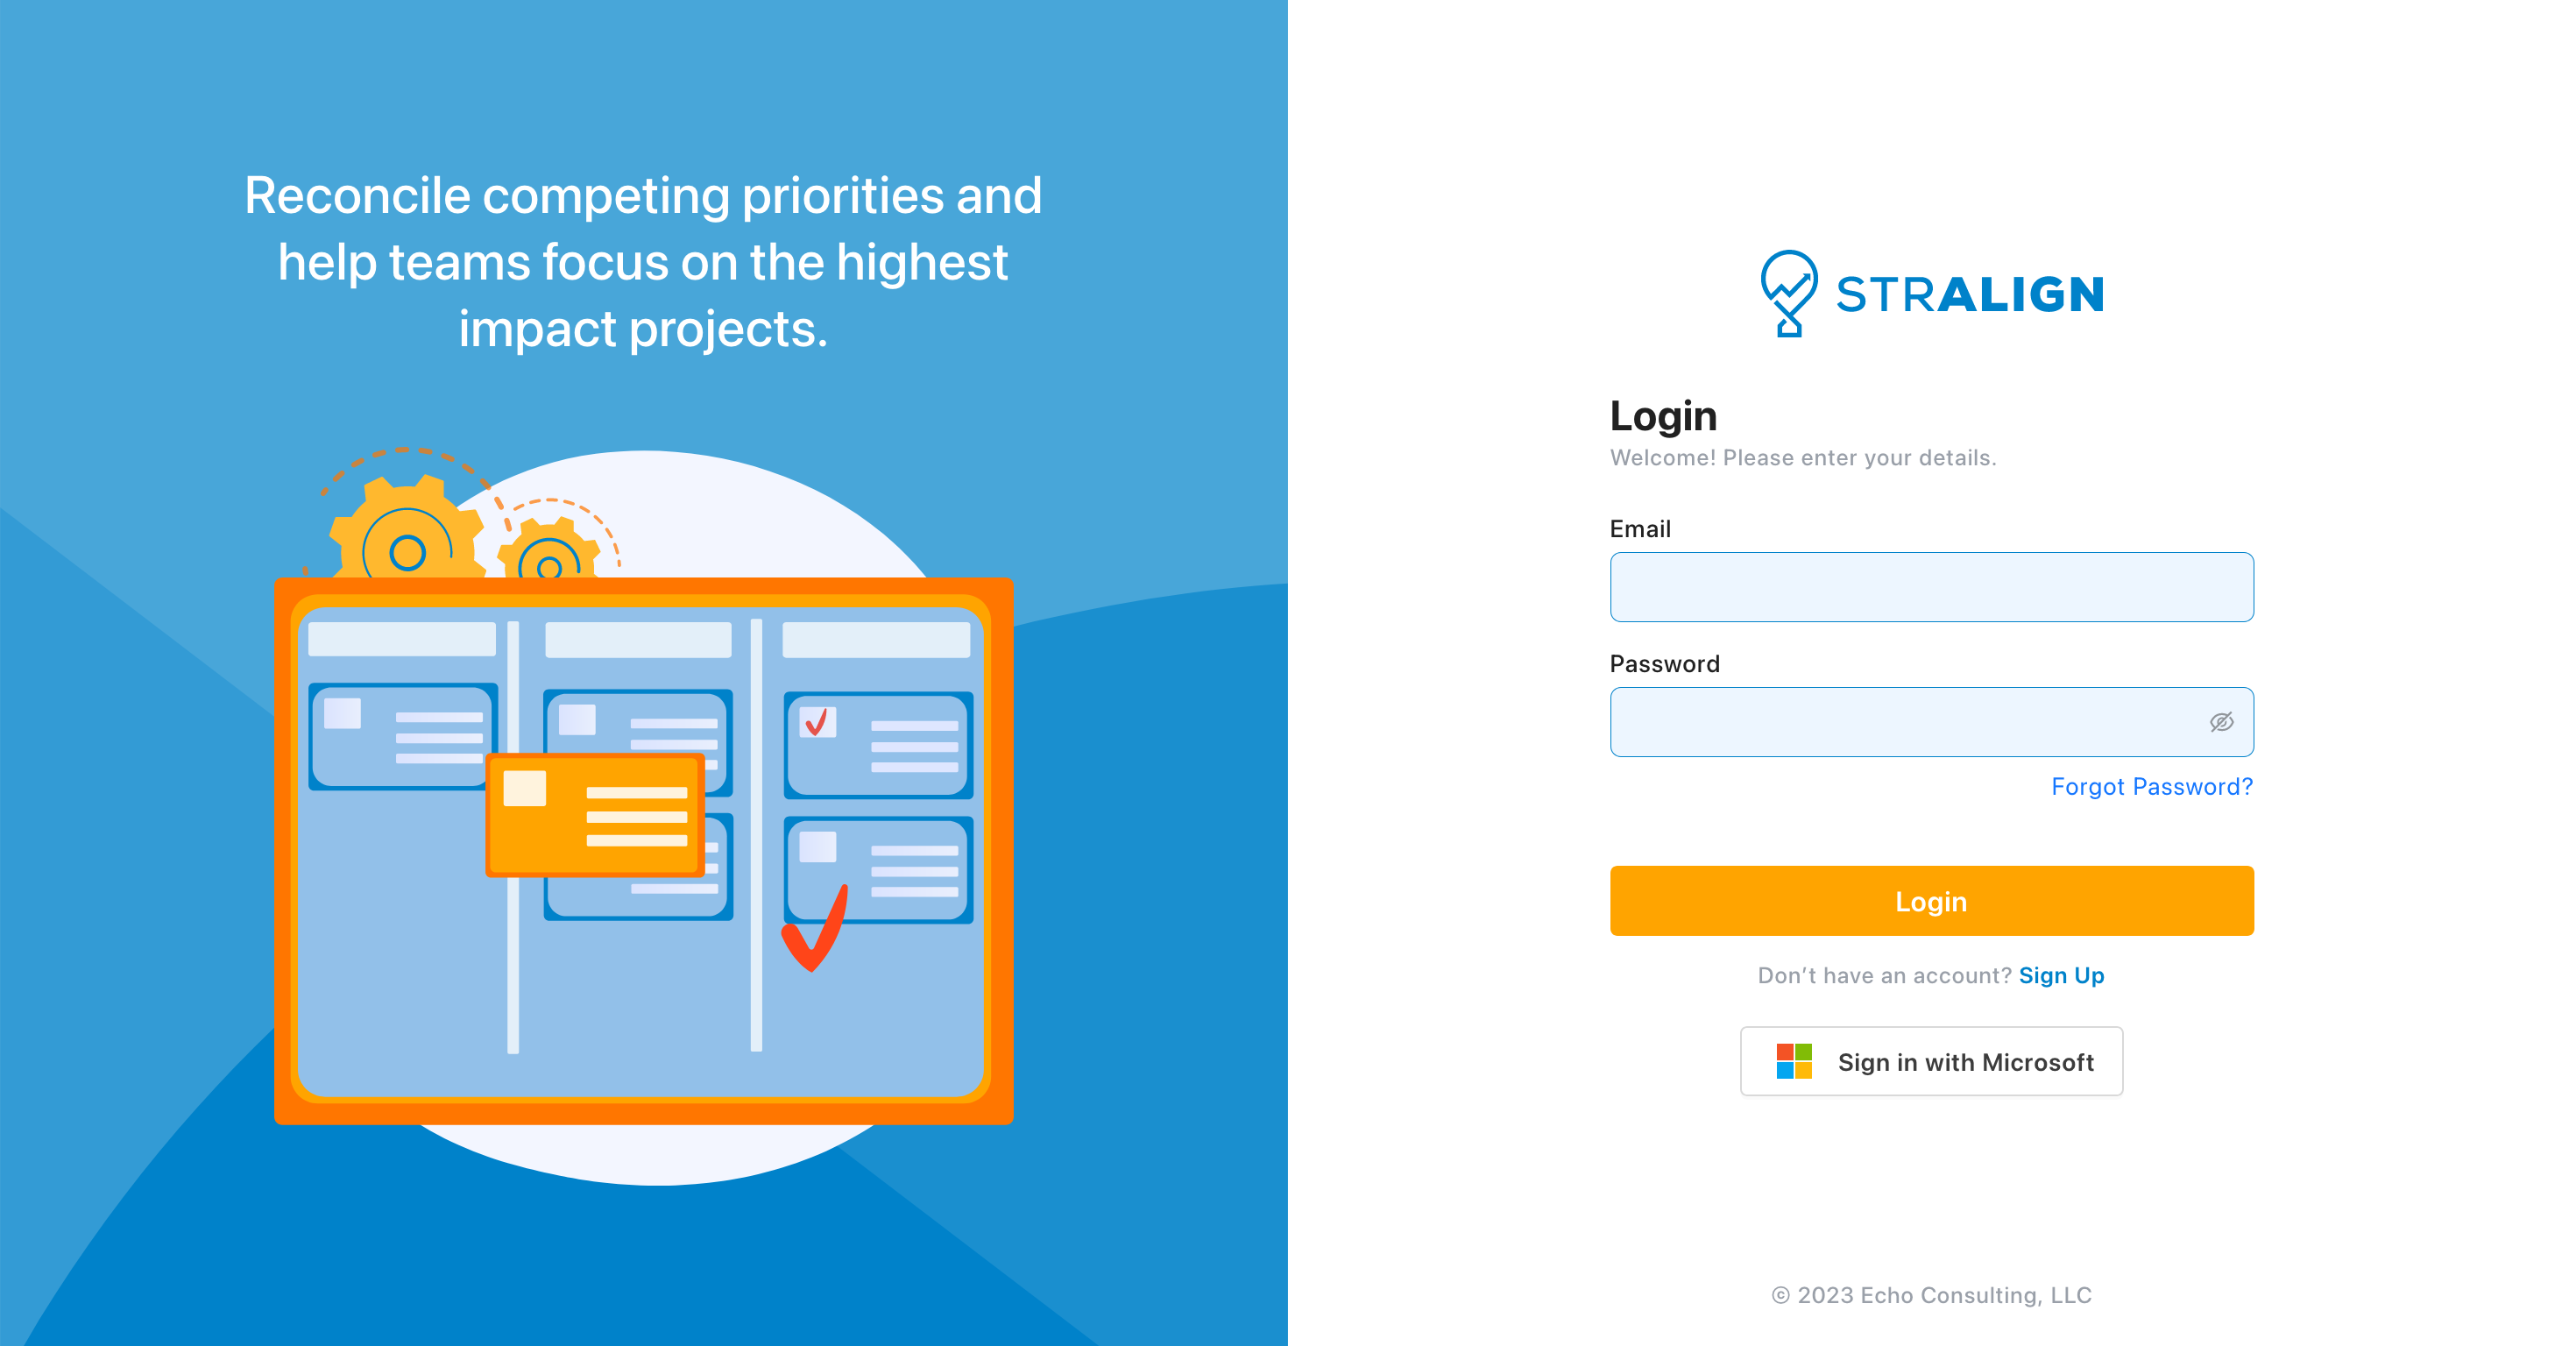 Reconcile competing priorities and
help teams focus on the highest
impact projects.
STRALIGN
Login
Welcome! Please enter your details.
Email
Password
Forgot Password?
Login
Don’t have an account? Sign Up
Sign in with Microsoft
© 2023 Echo Consulting, LLC